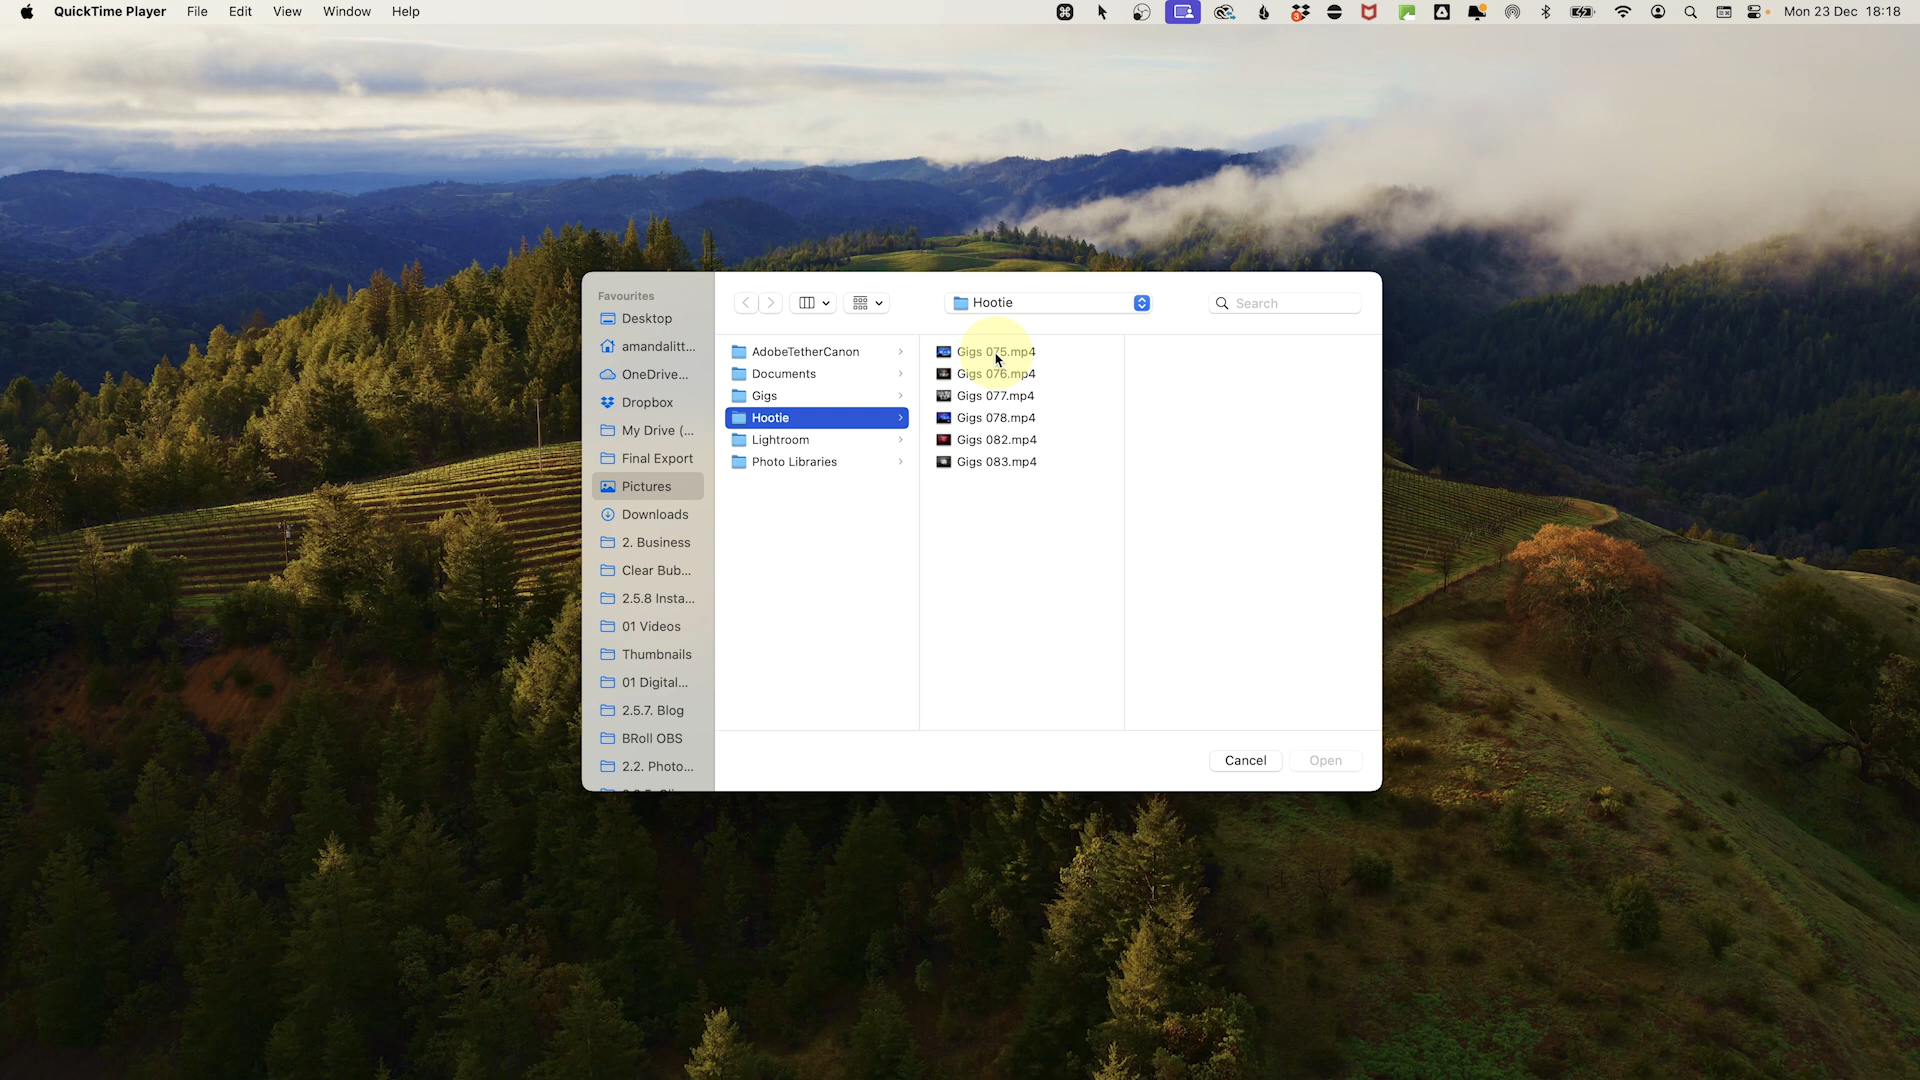 QuickTime Player File Edit View Window Help
3
Mon 23 Dec 18:18
Favourites
Desktop
amandalitt...
OneDrive...
Dropbox
My Drive (...
Final Export
Pictures
Downloads
2. Business
Clear Bub...
2.5.8 Insta...
01 Videos
Thumbnails
01 Digital...
2.5.7. Blog
BRoll OBS
2.2. Photo...
Hootie
Search
AdobeTetherCanon
Documents
Gigs
Hootie
Lightroom
Photo Libraries
Gigs 075.mp4
Gigs 076.mp4
Gigs 077.mp4
Gigs 078.mp4
Gigs 082.mp4
Gigs 083.mp4
Cancel
Open